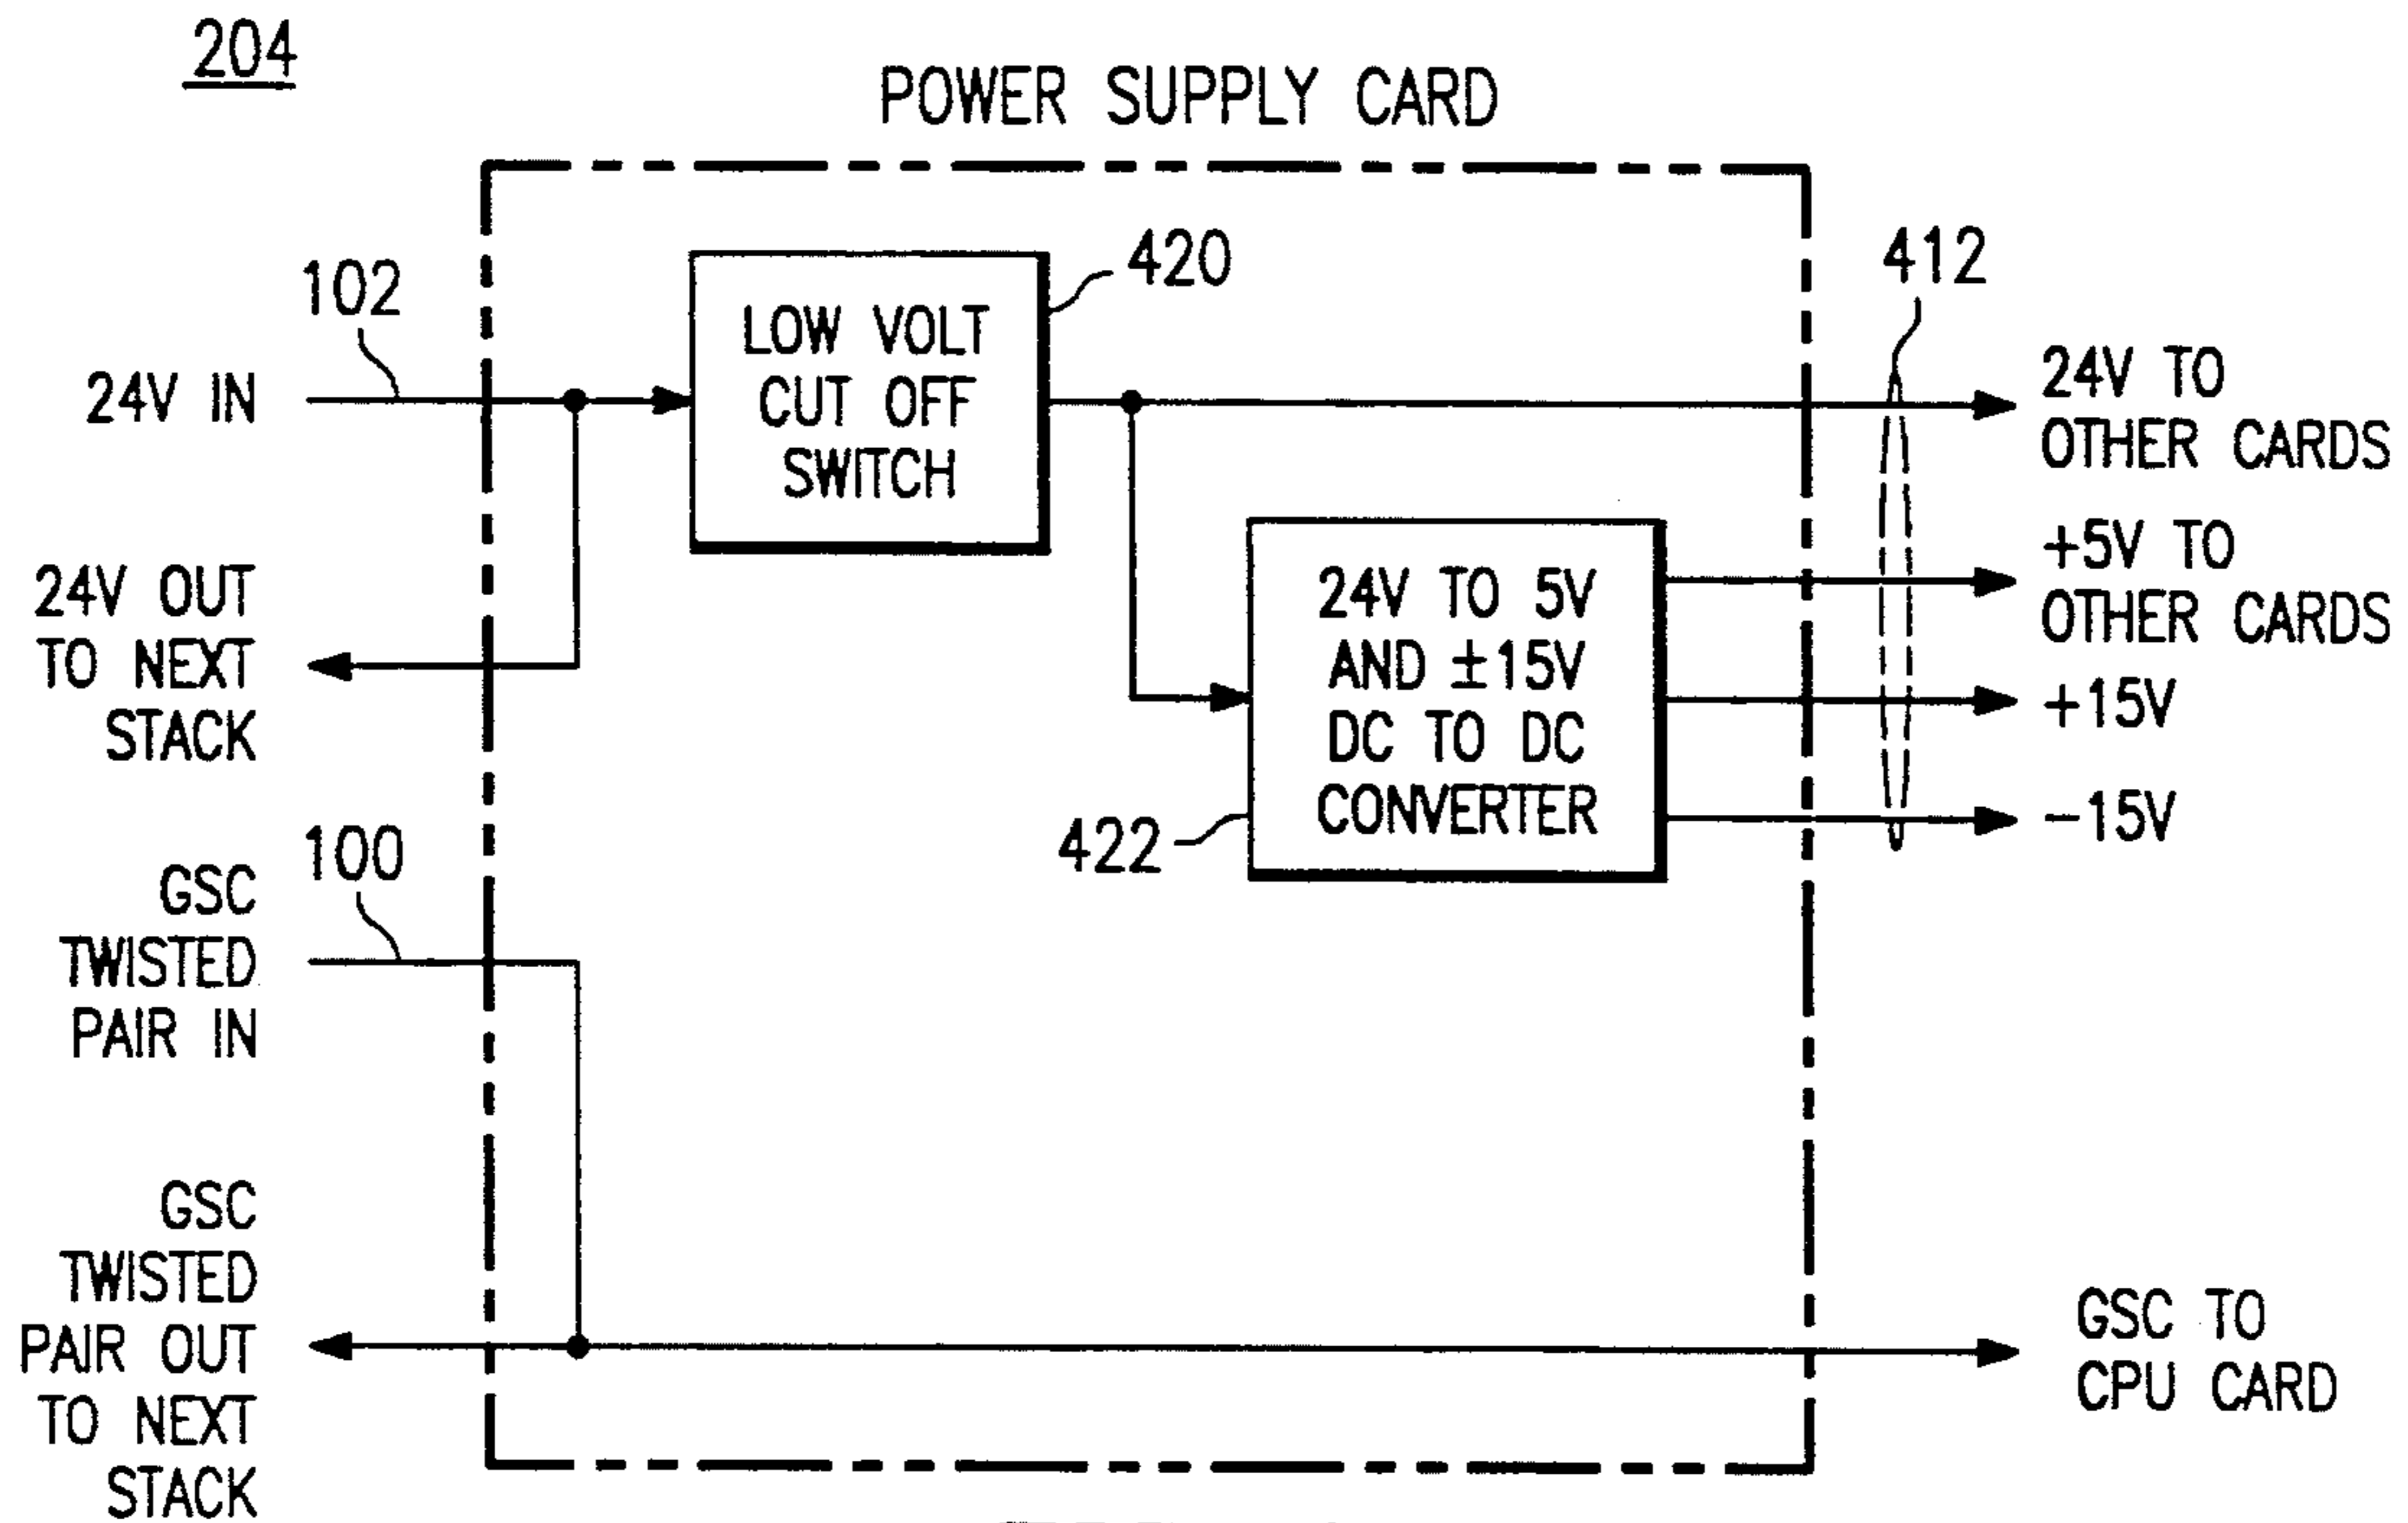 204
POWER SUPPLY CARD
102
24V IN
LOW VOLT
CUT OFF
SWITCH
420
412
24V TO
OTHER CARDS
24V OUT
TO NEXT
STACK
24V TO 5V
AND ±15V
DC TO DC
CONVERTER
422
+5V TO
OTHER CARDS
+15V
-15V
100
GSC
TWISTED
PAIR IN
GSC
TWISTED
PAIR OUT
TO NEXT
STACK
GSC TO
CPU CARD